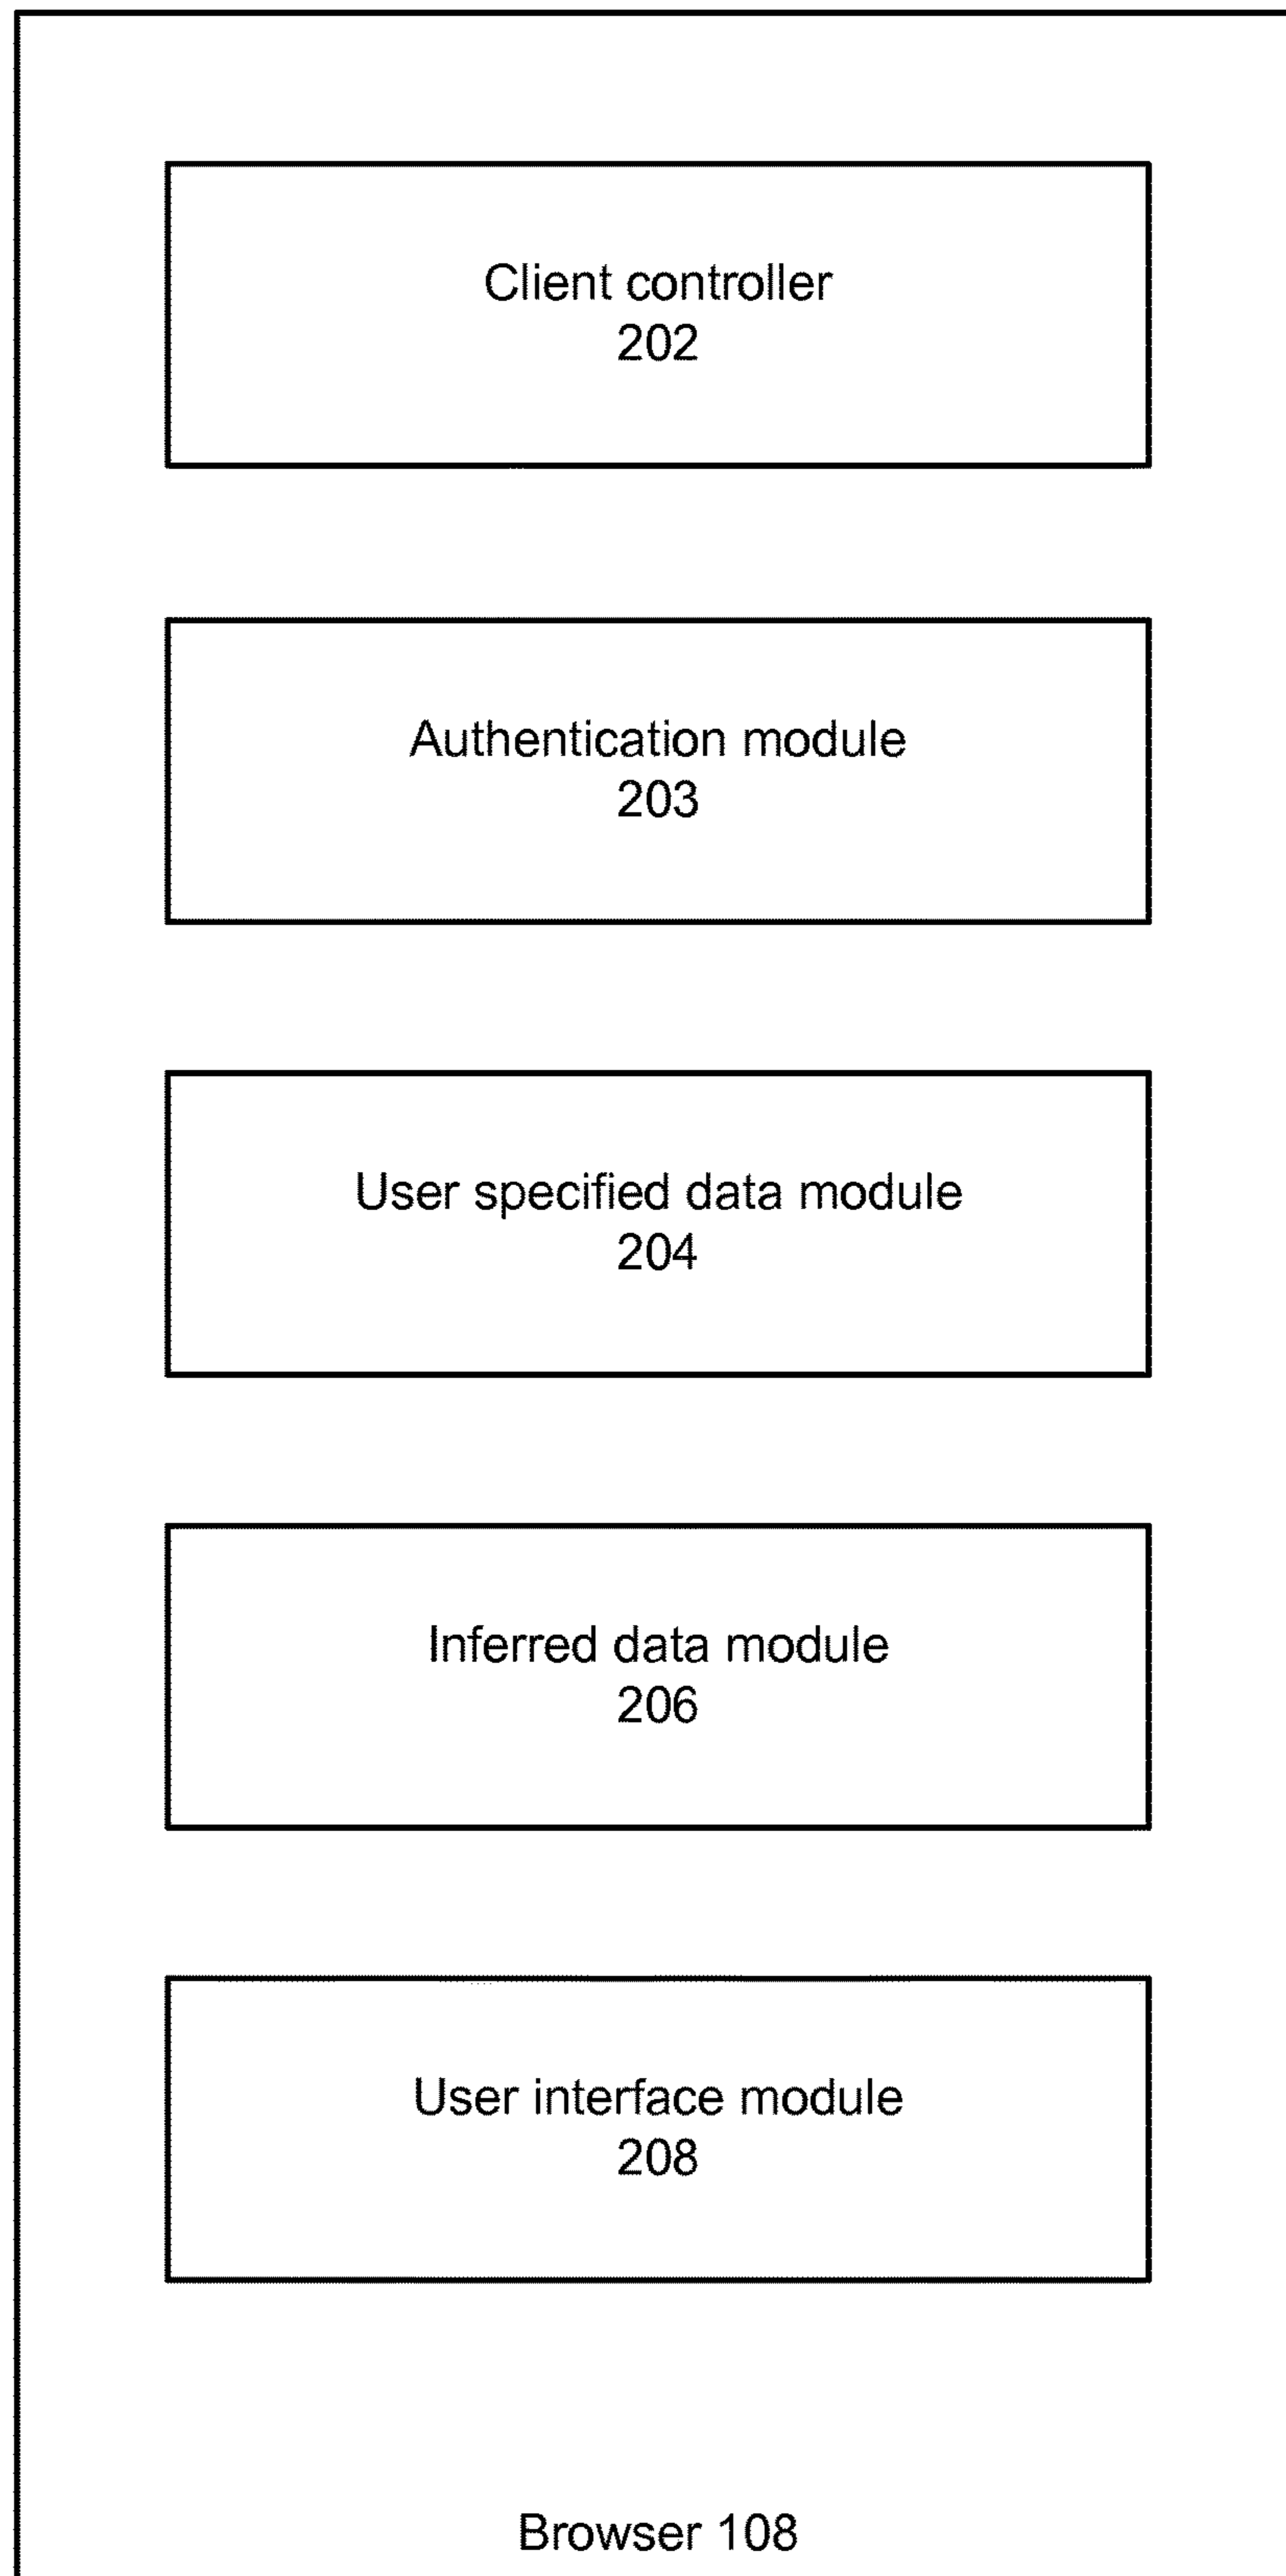 Client controller
202
Authentication module
203
User specified data module
204
Inferred data module
206
User interface module
208
Browser 108